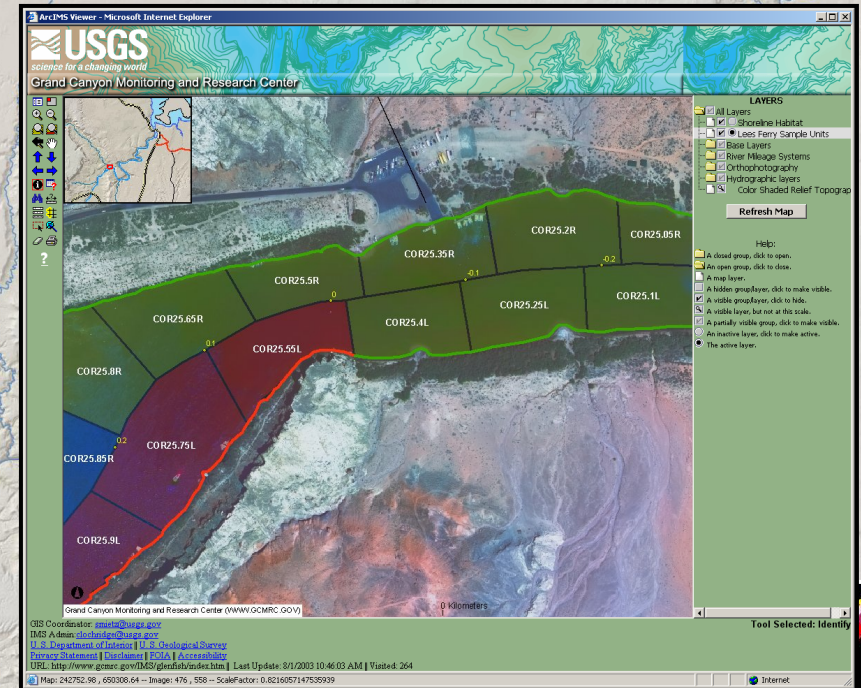 ArcIMS Viewer - Microsoft Internet Explorer
USGS
science for a changing world
Grand Canyon Monitoring and Research Center
LAYERS
All Layers
Shoreline Habitat
Lees Ferry Sample Units
Base Layers
River Mileage Systems
Orthophotography
Hydrographic layers
Color Shaded Relief Topograp
Refresh Map
Help:
A closed group, click to open.
An open group, click to close.
A map layer.
A hidden group/layer, click to make visible.
A visible group/layer, click to hide.
A visible layer, but not at this scale.
A partially visible group, click to make visible.
An inactive layer, click to make active.
The active layer.
?
COR25.2R
COR25.05R
COR25.35R
-0.2
COR25.5R
-0.1
COR25.1L
0
COR25.25L
COR25.65R
COR25.4L
0.1
COR25.55L
COR25.8R
0.2
COR25.75L
COR25.85R
COR25.9L
0 Kilometers
Grand Canyon Monitoring and Research Center (WWW.GCMRC.GOV)
GIS Coordinator: smietz@usgs.gov
IMS Admin:clochridge@usgs.gov
U. S. Department of Interior || U. S. Geological Survey
Privacy Statement || Disclaimer || FOIA || Accessibility
URL: http://www.gcmrc.gov/IMS/glenfish/index.htm || Last Update: 8/1/2003 10:46:03 AM || Visited: 264
Tool Selected: Identify
Map: 242752.98 , 650308.64 -- Image: 476 , 558 -- ScaleFactor: 0.8216057147535939
Internet